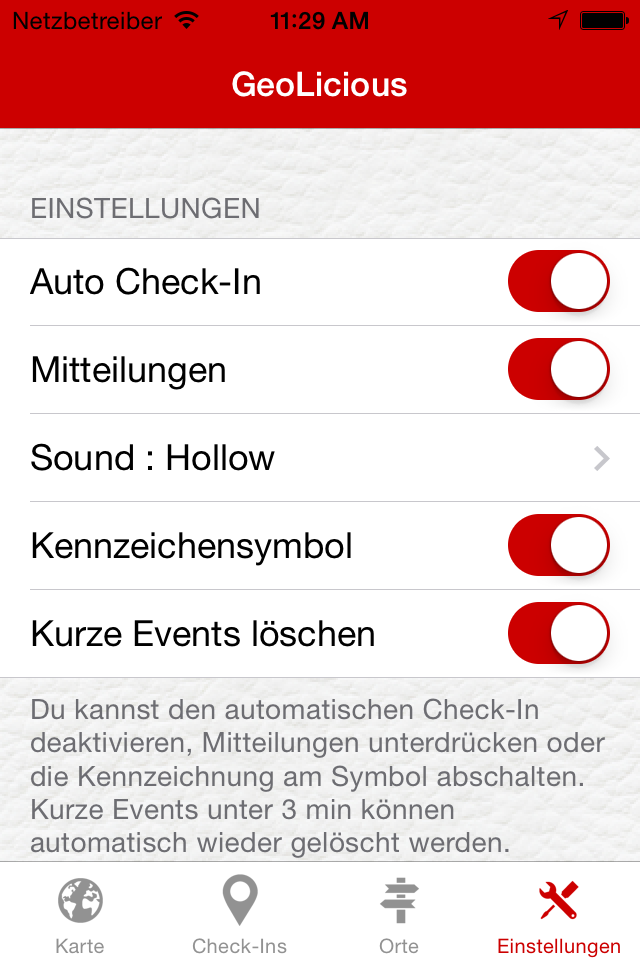 Netzbetreiber 11:29 AM
GeoLicious
EINSTELLUNGEN
Auto Check-In
Mitteilungen
Sound : Hollow
Kennzeichensymbol
Kurze Events löschen
Du kannst den automatischen Check-In
deaktivieren, Mitteilungen unterdrücken oder
die Kennzeichnung am Symbol abschalten.
Kurze Events unter 3 min können
automatisch wieder gelöscht werden.
Karte Check-Ins Orte Einstellungen